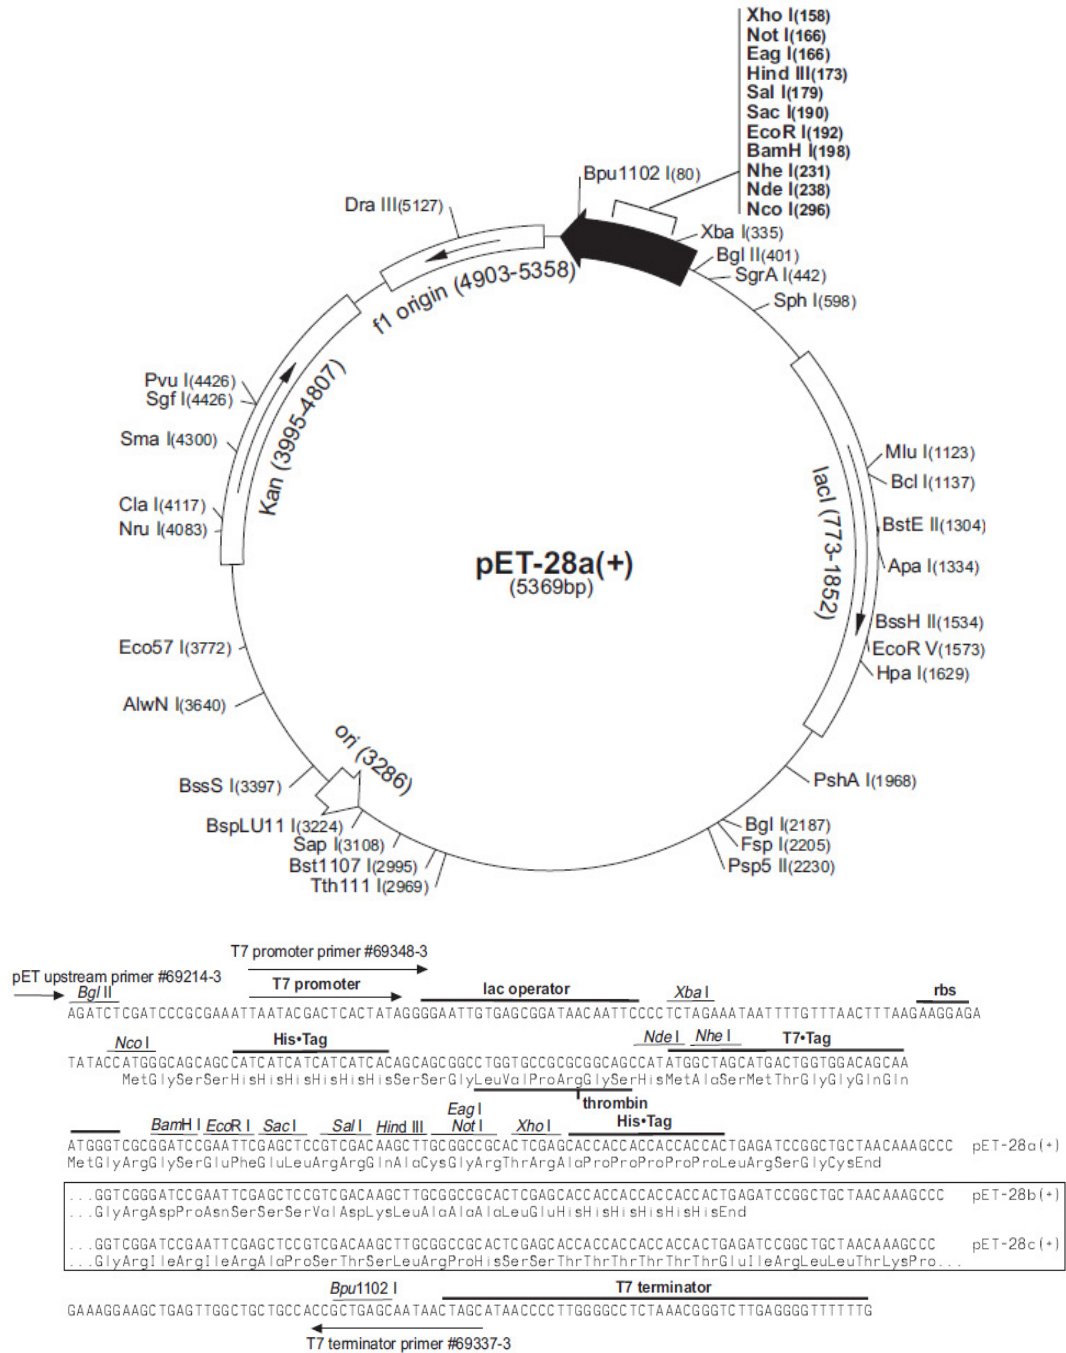 Xho I(158)
Not I(166)
Eag I(166)
Hind III(173)
Sal I(179)
Sac I(190)
EcoR I(192)
BamH I(198)
Nhe I(231)
Nde I(238)
Nco I(296)
Bpu1102 I(80)
Dra III(5127)
Xba I(335)
Bgl II(401)
SgrA I(442)
Sph I(598)
f1 origin (4903-5358)
Pvu I(4426)
Sgf I(4426)
Sma I(4300)
Kan (3995-4807)
Cla I(4117)
Nru I(4083)
Mlu I(1123)
Bcl I(1137)
BstE II(1304)
Apa I(1334)
lacI (773-1852)
pET-28a(+)
(5369bp)
BssH II(1534)
EcoR V(1573)
Hpa I(1629)
Eco57 I(3772)
AlwN I(3640)
ori (3286)
BssS I(3397)
PshA I(1968)
BspLU11 I(3224)
Sap I(3108)
Bst1107 I(2995)
Tth111 I(2969)
Bgl I(2187)
Fsp I(2205)
Psp5 II(2230)
T7 promoter primer #69348-3
pET upstream primer #69214-3
Bgl II T7 promoter lac operator Xba I rbs
AGATCTCGATCCCGCGAAATTAATACGACTCACTATAGGGGAATTGTGAGCGGATAACAATTCCCCTCTAGAAATAATTTTGTTTAACTTTAAGAAGGAGA
Nco I His•Tag Nde I Nhe I T7•Tag
TATACCATGGGCAGCAGCCATCATCATCATCATCACAGCAGCGGCCTGGTGCCGCGCGGCAGCCATATGGCTAGCATGACTGGTGGACAGCAA
MetGlySerSerHisHisHisHisHisHisSerSerGlyLeuValProArgGlySerHisMetAlaSerMetThrGlyGlyGlnGln
thrombin
BamH I EcoR I Sac I Sal I Hind III Eag I Not I Xho I His•Tag
ATGGGTCGCGGATCCGAATTCGAGCTCCGTCGACAAGCTTGCGGCCGCACTCGAGCACCACCACCACCACCACTGAGATCCGGCTGCTAACAAAGCCC pET-28a(+)
MetGlyArgGlySerGluPheGluLeuArgArgGlnAlaCysGlyArgThrArgAlaProProProProProLeuArgSerGlyCysEnd
...GGTCGGGATCCGAATTCGAGCTCCGTCGACAAGCTTGCGGCCGCACTCGAGCACCACCACCACCACCACTGAGATCCGGCTGCTAACAAAGCCC pET-28b(+)
...GlyArgAspProAsnSerSerSerValAspLysLeuAlaAlaAlaLeuGluHisHisHisHisHisHisEnd
...GGTCGGATCCGAATTCGAGCTCCGTCGACAAGCTTGCGGCCGCACTCGAGCACCACCACCACCACCACTGAGATCCGGCTGCTAACAAAGCCC pET-28c(+)
...GlyArgIleArgIleArgAlaProSerThrSerLeuArgProHisSerSerThrThrThrThrThrThrGluIleArgLeuLeuThrLysPro...
Bpu1102 I T7 terminator
GAAAGGAAGCTGAGTTGGCTGCTGCCACCGCTGAGCAATAACTAGCATAACCCCTTGGGGCCTCTAAACGGGTCTTGAGGGGTTTTTTG
T7 terminator primer #69337-3